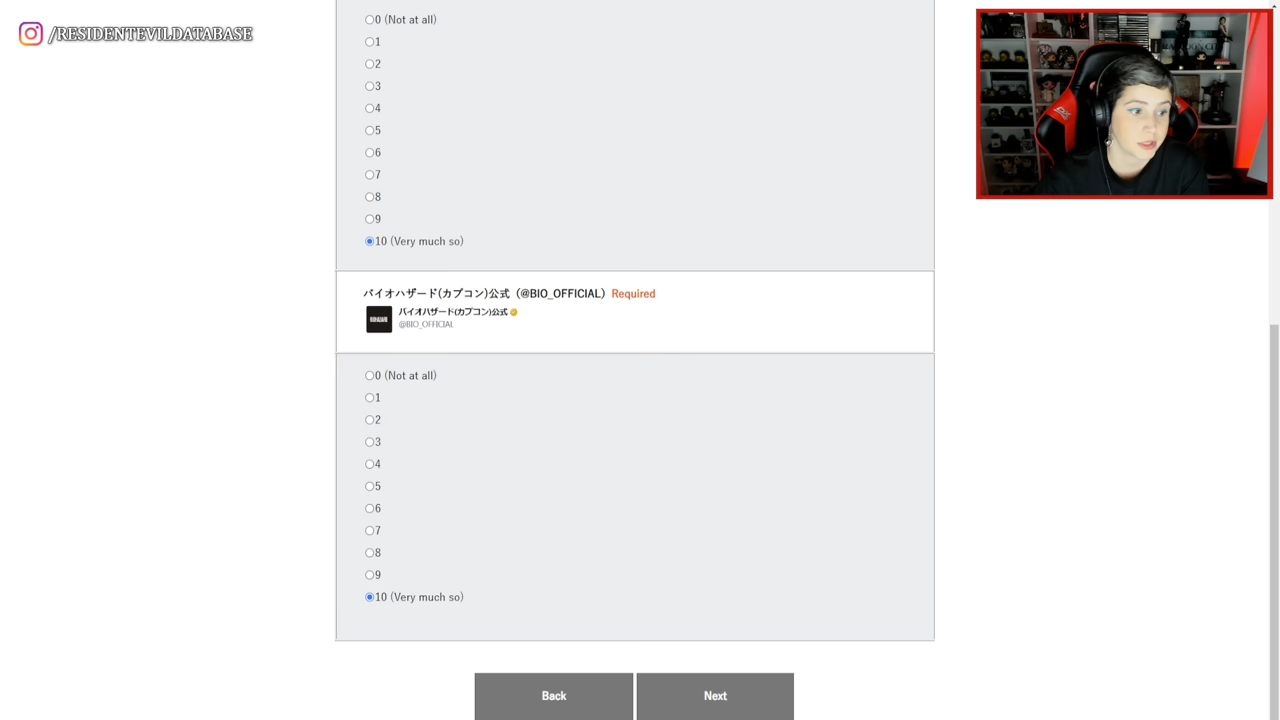 /RESIDENTEVILDATABASE
0 (Not at all)
1
2
3
4
5
6
7
8
9
10 (Very much so)
バイオハザード(カプコン)公式（@BIO_OFFICIAL）Required
バイオハザード(カプコン)公式
@BIO_OFFICIAL
0 (Not at all)
1
2
3
4
5
6
7
8
9
10 (Very much so)
Back
Next